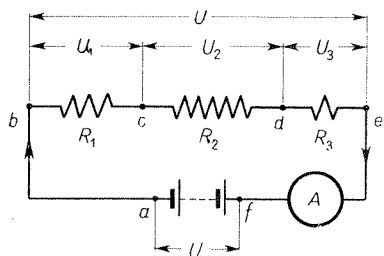 U
U₁ U₂ U₃
b c d e
R₁ R₂ R₃
a f A
U